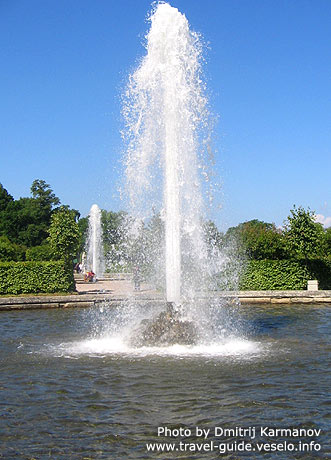 Photo by Dmitrij Karmanov
www.travel-guide.veselo.info